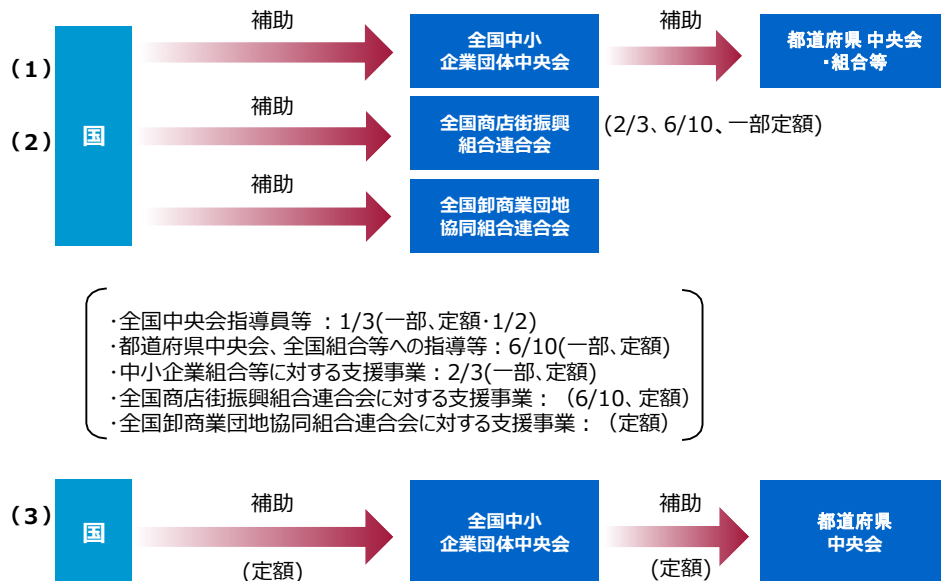 補助
補助
全国中小
企業団体中央会
都道府県 中央会
・組合等
(1)
(2)
国
補助
全国商店街振興
組合連合会
(2/3、6/10、一部定額)
補助
全国卸商業団地
協同組合連合会
・全国中央会指導員等 ：1/3(一部、定額・1/2)
・都道府県中央会、全国組合等への指導等：6/10(一部、定額)
・中小企業組合等に対する支援事業：2/3(一部、定額)
・全国商店街振興組合連合会に対する支援事業： （6/10、定額)
・全国卸商業団地協同組合連合会に対する支援事業： （定額）
(3)
国
補助
(定額)
全国中小
企業団体中央会
補助
(定額)
都道府県
中央会